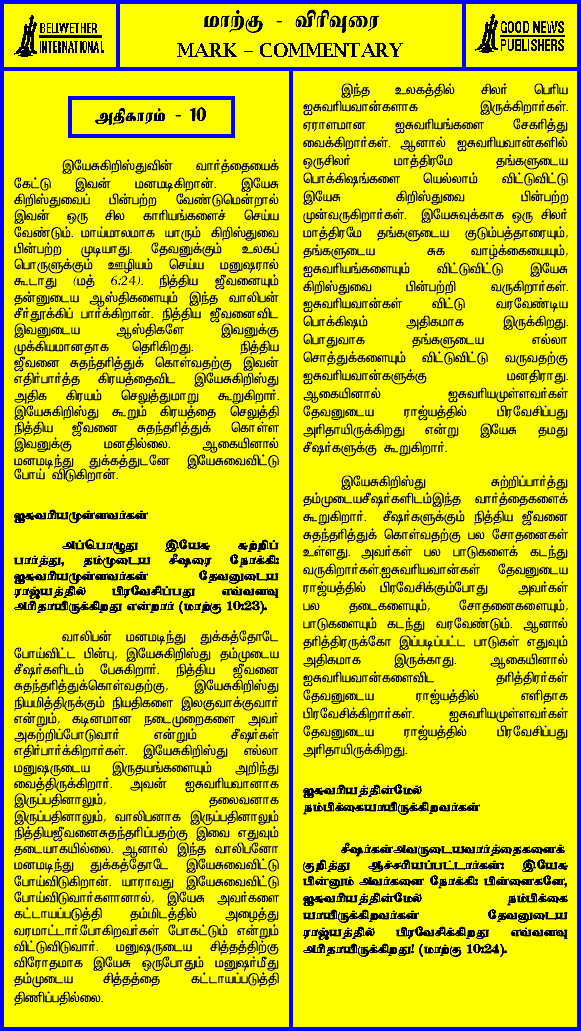 BELWETHER
INTERNATIONAL
மாற்கு - விரிவுரை
MARK – COMMENTARY
GOOD NEWS
PUBLISHERS
அதிகாரம் - 10
இயேசுகிறிஸ்துவின் வார்த்தையைக்
கேட்டு இவன் மனமடிகிறான். இயேசு
கிறிஸ்துவைப் பின்பற்ற வேண்டுமென்றால்
இவன் ஒரு சில காரியங்களைச் செய்ய
வேண்டும். மாய்மாலமாக யாரும் கிறிஸ்துவை
பின்பற்ற முடியாது. தேவனுக்கும் உலகப்
பொருளுக்கும் ஊழியம் செய்ய மனுஷரால்
கூடாது (மத் 6:24). நித்திய ஜீவனையும்
தன்னுடைய ஆஸ்திகளையும் இந்த வாலிபன்
சீர்தூக்கிப் பார்க்கிறான். நித்திய ஜீவனைவிட
இவனுடைய ஆஸ்திகளே இவனுக்கு
முக்கியமானதாக தெரிகிறது. நித்திய
ஜீவனை சுதந்தரித்துக் கொள்வதற்கு இவன்
எதிர்பார்த்த கிரயத்தைவிட இயேசுகிறிஸ்து
அதிக கிரயம் செலுத்துமாறு கூறுகிறார்.
இயேசுகிறிஸ்து கூறும் கிரயத்தை செலுத்தி
நித்திய ஜீவனை சுதந்தரித்துக் கொள்ள
இவனுக்கு மனதில்லை. ஆகையினால்
மனமடிந்து துக்கத்துடனே இயேசுவைவிட்டு
போய் விடுகிறான்.
ஐசுவரியமுள்ளவர்கள்
அப்பொழுது இயேசு சுற்றிப்
பார்த்து, தம்முடைய சீஷரை நோக்கி:
ஐசுவரியமுள்ளவர்கள் தேவனுடைய
ராஜ்யத்தில் பிரவேசிப்பது எவ்வளவு
அரிதாயிருக்கிறது என்றார் (மாற்கு 10:23).
வாலிபன் மனமடிந்து துக்கத்தோடே
போய்விட்ட பின்பு, இயேசுகிறிஸ்து தம்முடைய
சீஷர்களிடம் பேசுகிறார். நித்திய ஜீவனை
சுதந்தரித்துக்கொள்வதற்கு, இயேசுகிறிஸ்து
நியமித்திருக்கும் நியதிகளை இலகுவாக்குவார்
என்றும், கடினமான நடைமுறைகளை அவர்
அகற்றிப்போடுவார் என்றும் சீஷர்கள்
எதிர்பார்க்கிறார்கள். இயேசுகிறிஸ்து எல்லா
மனுஷருடைய இருதயங்களையும் அறிந்து
வைத்திருக்கிறார். அவன் ஐசுவரியவானாக
இருப்பதினாலும், தலைவனாக
இருப்பதினாலும், வாலிபனாக இருப்பதினாலும்
நித்தியஜீவனைசுதந்தரிப்பதற்கு இவை எதுவும்
தடையாகயில்லை. ஆனால் இந்த வாலிபனோ
மனமடிந்து துக்கத்தோடே இயேசுவைவிட்டு
போய்விடுகிறான். யாராவது இயேசுவைவிட்டு
போய்விடுவார்களானால், இயேசு அவர்களை
கட்டாயப்படுத்தி தம்மிடத்தில் அழைத்து
வரமாட்டார்.போகிறவர்கள் போகட்டும் என்றும்
விட்டுவிடுவார். மனுஷருடைய சித்தத்திற்கு
விரோதமாக இயேசு ஒருபோதும் மனுஷர்மீது
தம்முடைய சித்தத்தை கட்டாயப்படுத்தி
திணிப்பதில்லை.
இந்த உலகத்தில் சிலர் பெரிய
ஐசுவரியவான்களாக இருக்கிறார்கள்.
ஏராளமான ஐசுவரியங்களை சேகரித்து
வைக்கிறார்கள். ஆனால் ஐசுவரியவான்களில்
ஒருசிலர் மாத்திரமே தங்களுடைய
பொக்கிஷங்களை யெல்லாம் விட்டுவிட்டு
இயேசு கிறிஸ்துவை பின்பற்ற
முன்வருகிறார்கள். இயேசுவுக்காக ஒரு சிலர்
மாத்திரமே தங்களுடைய குடும்பத்தாரையும்,
தங்களுடைய சுக வாழ்க்கையையும்,
ஐசுவரியங்களையும் விட்டுவிட்டு இயேசு
கிறிஸ்துவை பின்பற்றி வருகிறார்கள்.
ஐசுவரியவான்கள் விட்டு வரவேண்டிய
பொக்கிஷம் அதிகமாக இருக்கிறது.
பொதுவாக தங்களுடைய எல்லா
சொத்துக்களையும் விட்டுவிட்டு வருவதற்கு
ஐசுவரியவான்களுக்கு மனதிராது.
ஆகையினால் ஐசுவரியமுள்ளவர்கள்
தேவனுடைய ராஜ்யத்தில் பிரவேசிப்பது
அரிதாயிருக்கிறது என்று இயேசு தமது
சீஷர்களுக்கு கூறுகிறார்.
இயேசுகிறிஸ்து சுற்றிப்பார்த்து
தம்முடையசீஷர்களிடம்இந்த வார்த்தைகளைக்
கூறுகிறார். சீஷர்களுக்கும் நித்திய ஜீவனை
சுதந்தரித்துக் கொள்வதற்கு பல சோதனைகள்
உள்ளது. அவர்கள் பல பாடுகளைக் கடந்து
வருகிறார்கள்.ஐசுவரியவான்கள் தேவனுடைய
ராஜ்யத்தில் பிரவேசிக்கும்போது அவர்கள்
பல தடைகளையும், சோதனைகளையும்,
பாடுகளையும் கடந்து வரவேண்டும். ஆனால்
தரித்திரருக்கோ இப்படிப்பட்ட பாடுகள் எதுவும்
அதிகமாக இருக்காது. ஆகையினால்
ஐசுவரியவான்களைவிட தரித்திரர்கள்
தேவனுடைய ராஜ்யத்தில் எளிதாக
பிரவேசிக்கிறார்கள். ஐசுவரியமுள்ளவர்கள்
தேவனுடைய ராஜ்யத்தில் பிரவேசிப்பது
அரிதாயிருக்கிறது.
ஐசுவரியத்தின்மேல்
நம்பிக்கையாயிருக்கிறவர்கள்
சீஷர்கள்அவருடையவார்த்தைகளைக்
குறித்து ஆச்சரியப்பட்டார்கள்: இயேசு
பின்னும் அவர்களை நோக்கி: பிள்ளைகளே,
ஐசுவரியத்தின்மேல் நம்பிக்கை
யாயிருக்கிறவர்கள் தேவனுடைய
ராஜ்யத்தில் பிரவேசிக்கிறது எவ்வளவு
அரிதாயிருக்கிறது! (மாற்கு 10:24).